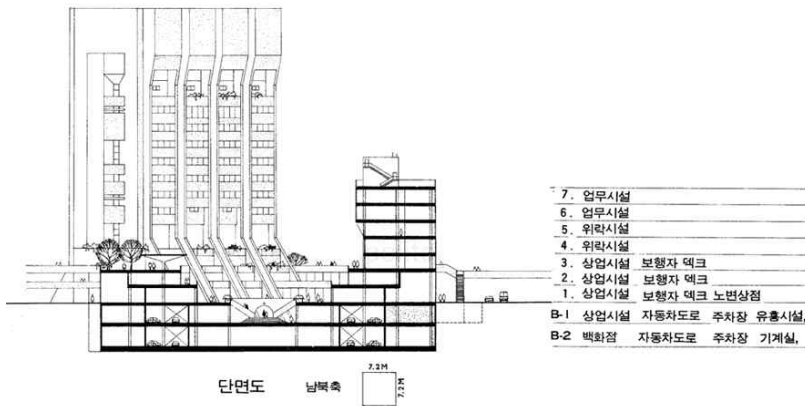 7. 업무시설
6. 업무시설
5. 위락시설
4. 위락시설
3. 상업시설 보행자 덱크
2. 상업시설 보행자 덱크
1. 상업시설 보행자 덱크 노변상점
B-1 상업시설 자동차도로 주차장 유흥시설,
B-2 백화점 자동차도로 주차장 기계실,
단면도 남북축
7.2M
7.2M